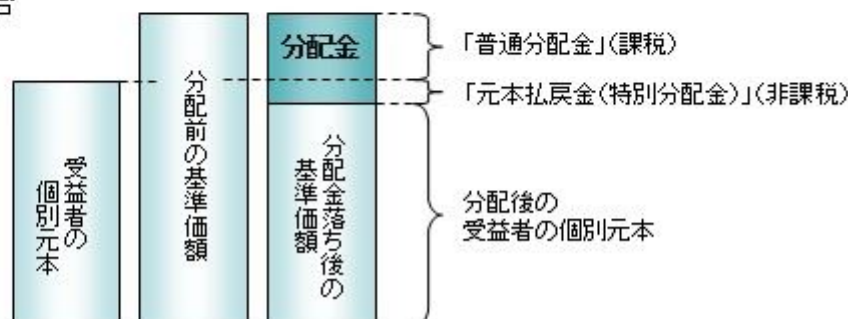 分配金
「普通分配金」(課税)
「元本払戻金(特別分配金)」(非課税)
受益者の
個別元本
分配前の基準価額
分配金落ち後の
基準価額
分配後の
受益者の個別元本